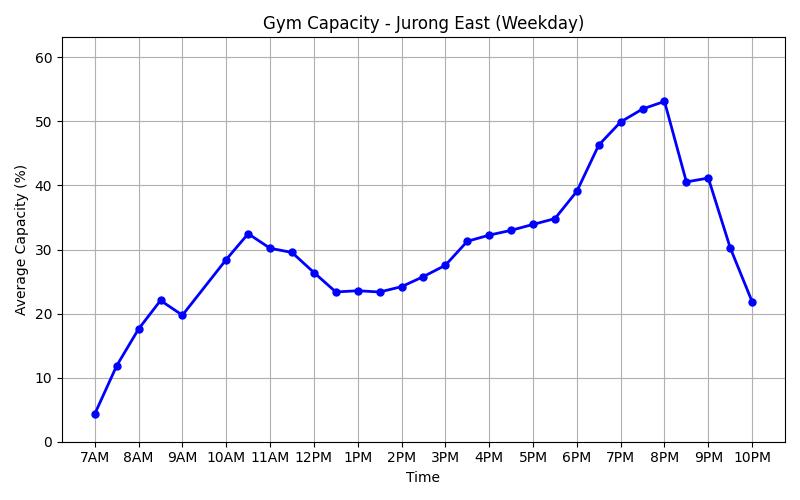 Gym Capacity - Jurong East (Weekday)
Average Capacity (%)
60
50
40
30
20
10
0
7AM 8AM 9AM 10AM 11AM 12PM 1PM 2PM 3PM 4PM 5PM 6PM 7PM 8PM 9PM 10PM
Time